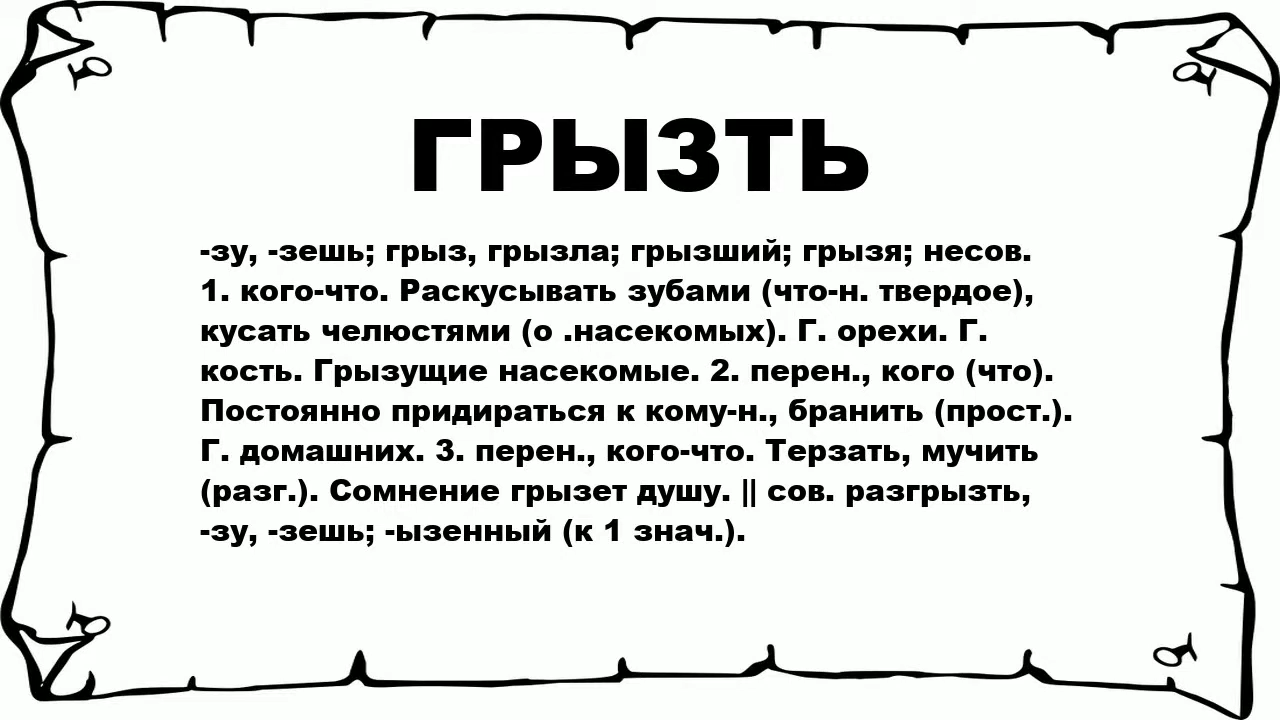 ГРЫЗТЬ
-зу, -зешь; грыз, грызла; грызший; грызя; несов.
1. кого-что. Раскусывать зубами (что-н. твердое),
кусать челюстями (о .насекомых). Г. орехи. Г.
кость. Грызущие насекомые. 2. перен., кого (что).
Постоянно придираться к кому-н., бранить (прост.).
Г. домашних. 3. перен., кого-что. Терзать, мучить
(разг.). Сомнение грызет душу. || сов. разгрызть,
-зу, -зешь; -ызенный (к 1 знач.).